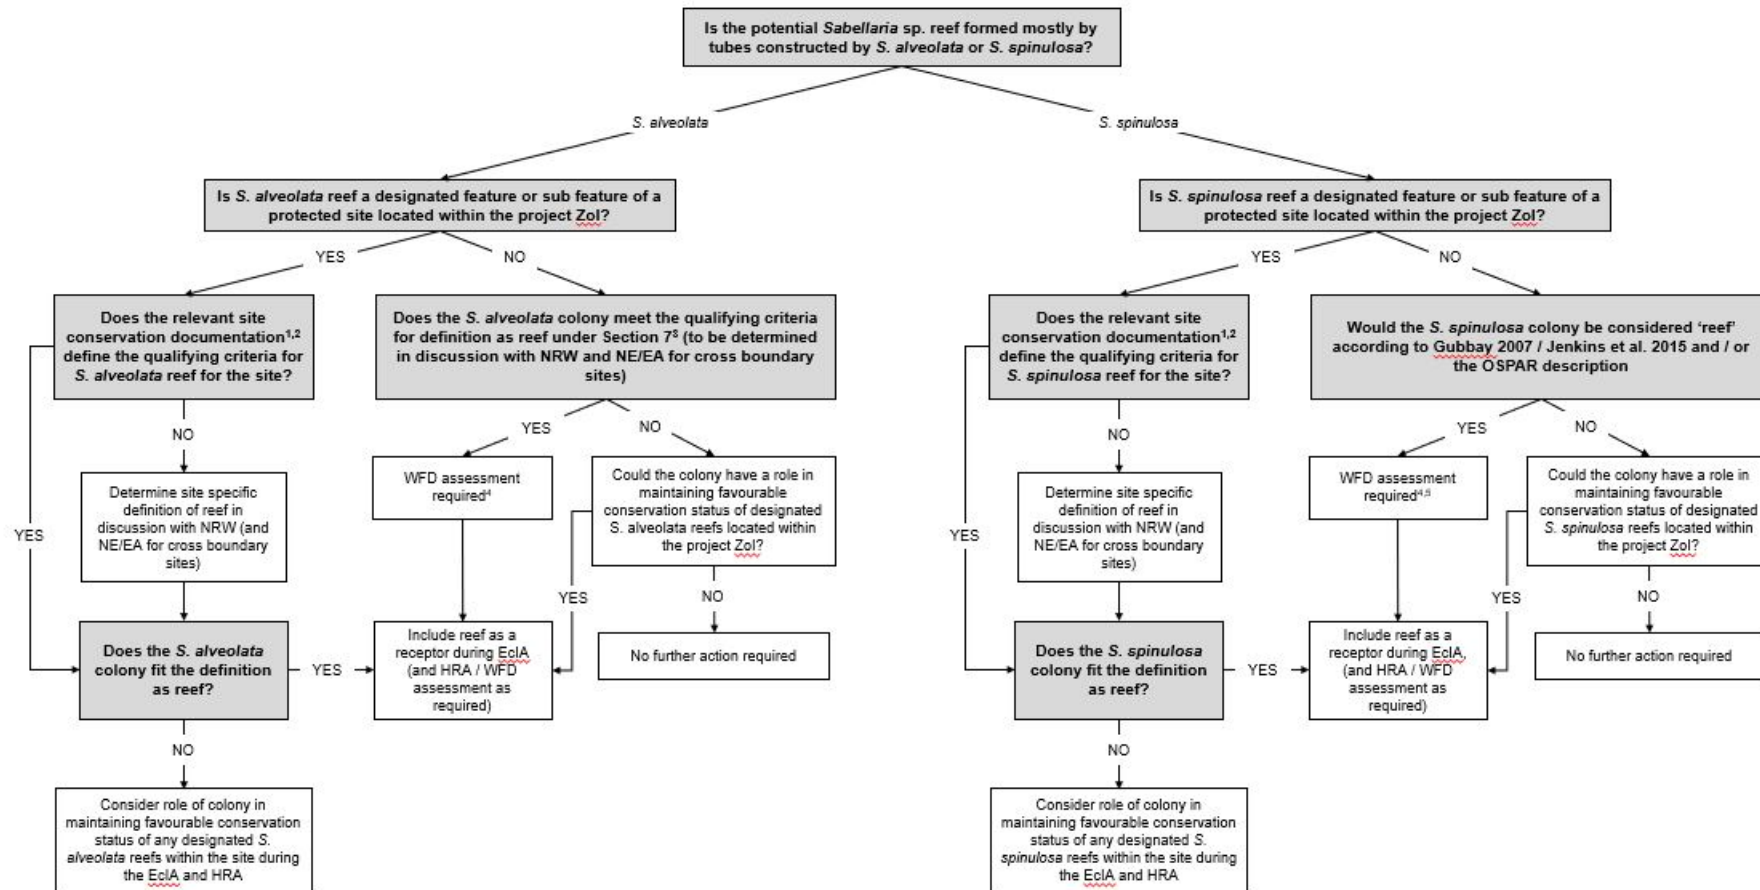 Is the potential Sabellaria sp. reef formed mostly by
tubes constructed by S. alveolata or S. spinulosa?
S. alveolata
S. spinulosa
Is S. alveolata reef a designated feature or sub feature of a
protected site located within the project ZoI?
Is S. spinulosa reef a designated feature or sub feature of a
protected site located within the project ZoI?
YES
NO
YES
NO
Does the relevant site
conservation documentation1,2
define the qualifying criteria for
S. alveolata reef for the site?
Does the S. alveolata colony meet the qualifying criteria
for definition as reef under Section 73 (to be determined
in discussion with NRW and NE/EA for cross boundary
sites)
Does the relevant site
conservation documentation1,2
define the qualifying criteria for
S. spinulosa reef for the site?
Would the S. spinulosa colony be considered ‘reef’
according to Gubbay 2007 / Jenkins et al. 2015 and / or
the OSPAR description
NO
YES
NO
NO
YES
NO
Determine site specific
definition of reef in
discussion with NRW (and
NE/EA for cross boundary
sites)
WFD assessment
required4
Could the colony have a role in
maintaining favourable
conservation status of designated
S. alveolata reefs located within
the project ZoI?
Determine site specific
definition of reef in
discussion with NRW (and
NE/EA for cross boundary
sites)
WFD assessment
required4,5
Could the colony have a role in
maintaining favourable
conservation status of designated
S. spinulosa reefs located within
the project ZoI?
YES
YES
NO
YES
YES
NO
Does the S. alveolata
colony fit the definition
as reef?
YES
Include reef as a
receptor during EcIA
(and HRA / WFD
assessment as
required)
No further action required
Does the S. spinulosa
colony fit the definition
as reef?
YES
Include reef as a
receptor during EcIA,
(and HRA / WFD
assessment as
required)
No further action required
NO
NO
Consider role of colony in
maintaining favourable conservation
status of any designated S.
alveolata reefs within the site during
the EcIA and HRA
Consider role of colony in
maintaining favourable conservation
status of any designated S.
spinulosa reefs within the site during
the EcIA and HRA